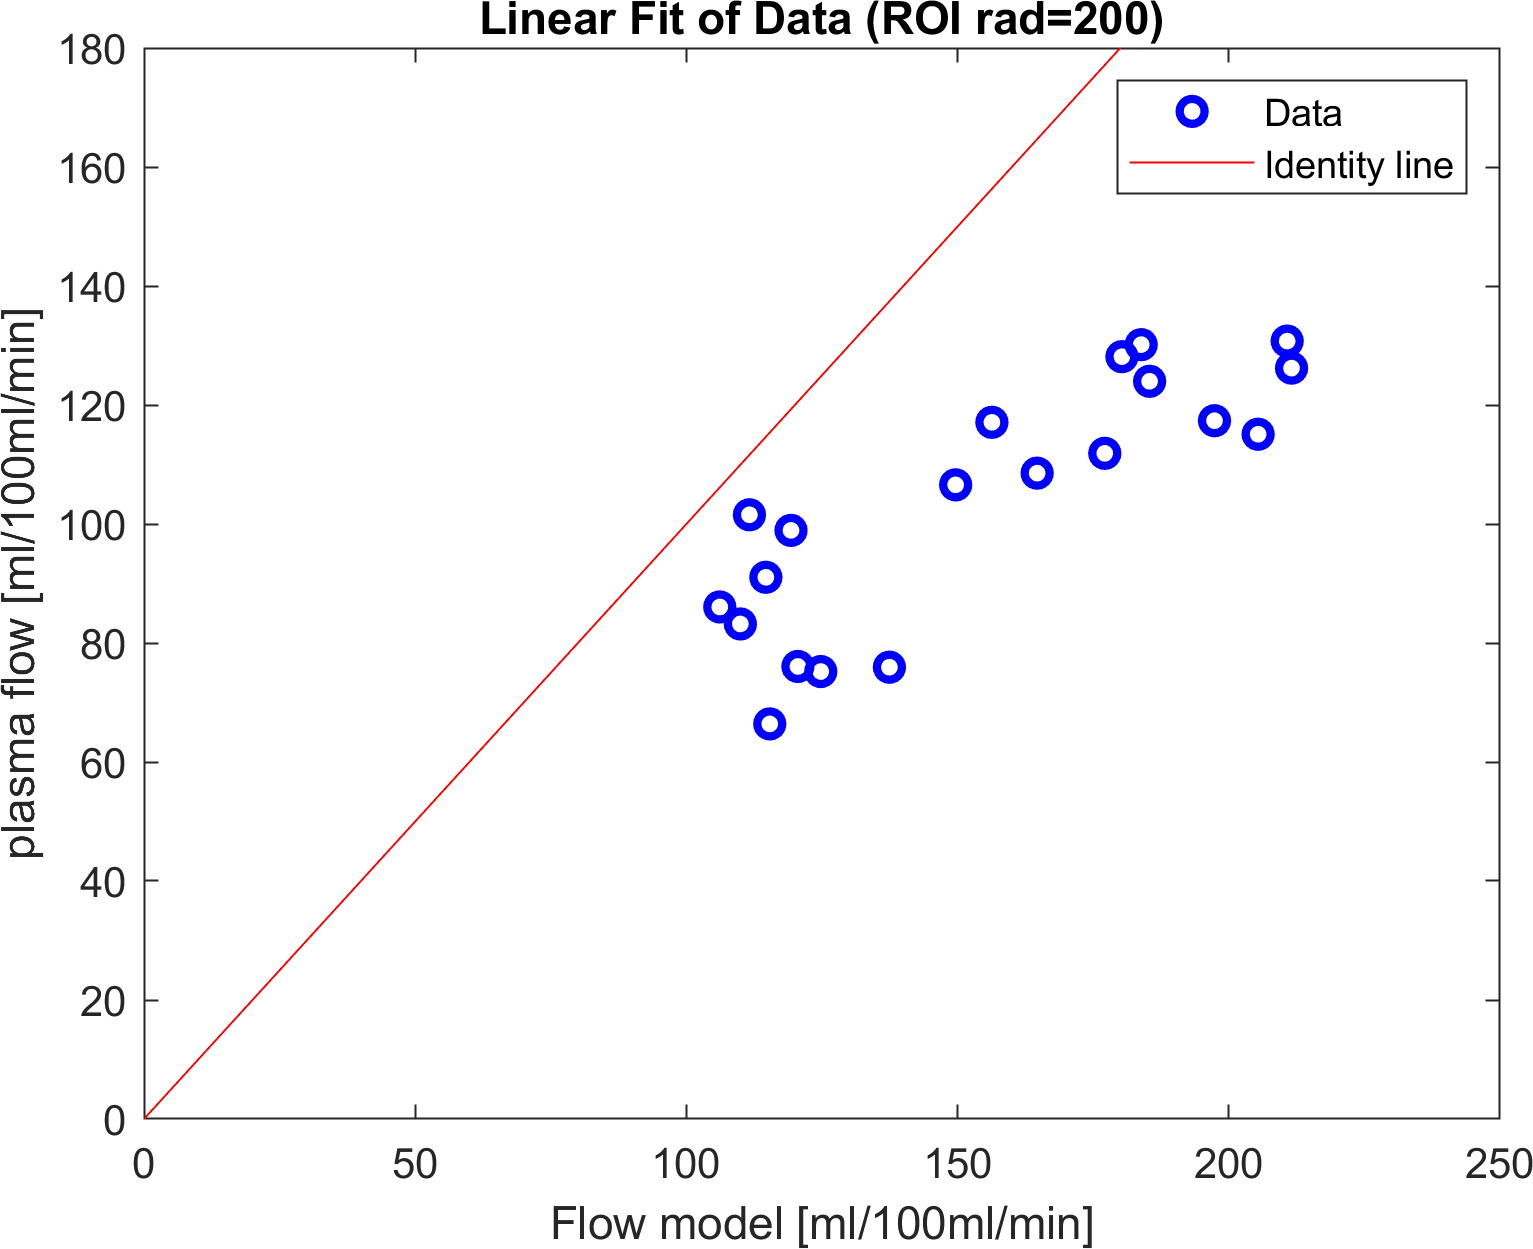 Linear Fit of Data (ROI rad=200)
180
160
140
120
100
80
60
40
20
0
plasma flow [ml/100ml/min]
Data
Identity line
0 50 100 150 200 250
Flow model [ml/100ml/min]